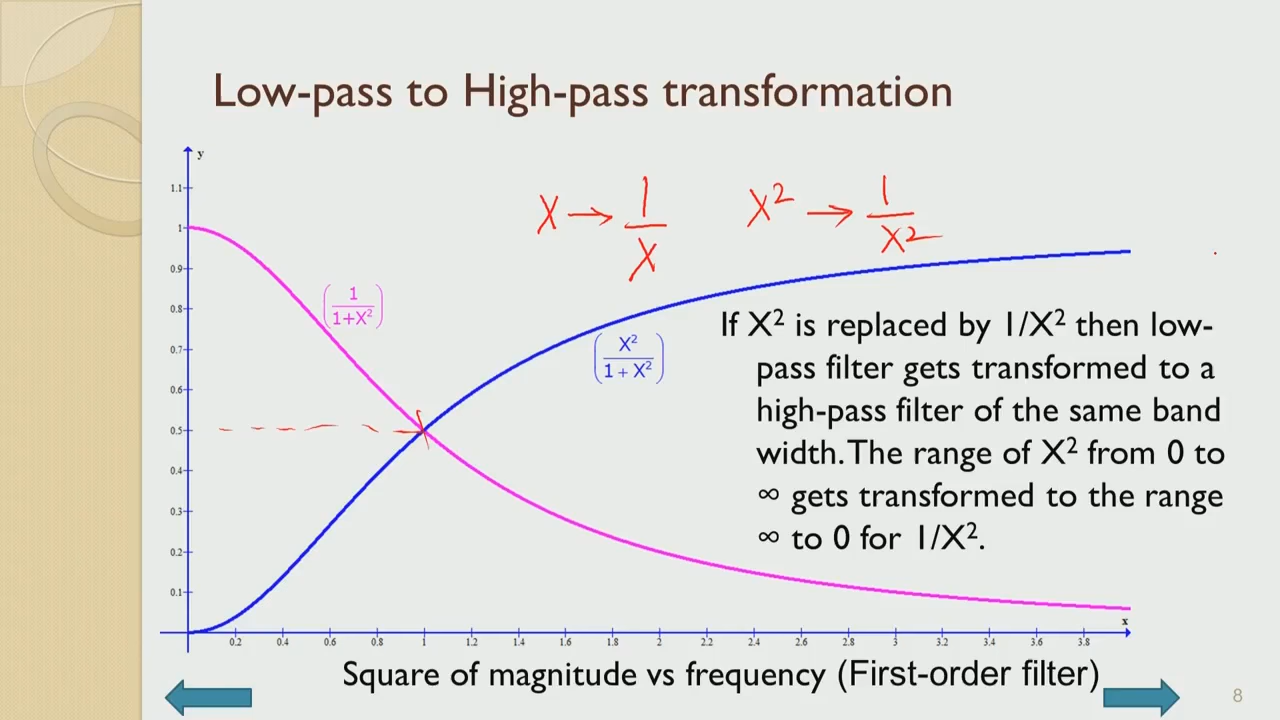 Low-pass to High-pass transformation
y
X → 1/X X² → 1/X²
1.1
1
0.9
0.8
0.7
0.6
0.5
0.4
0.3
0.2
0.1
(1/(1+X²))
(X²/(1 + X²))
If X² is replaced by 1/X² then low-
pass filter gets transformed to a
high-pass filter of the same band
width. The range of X² from 0 to
∞ gets transformed to the range
∞ to 0 for 1/X².
x
0.2 0.4 0.6 0.8 1 1.2 1.4 1.6 1.8 2 2.2 2.4 2.6 2.8 3 3.2 3.4 3.6 3.8
Square of magnitude vs frequency (First-order filter)
8